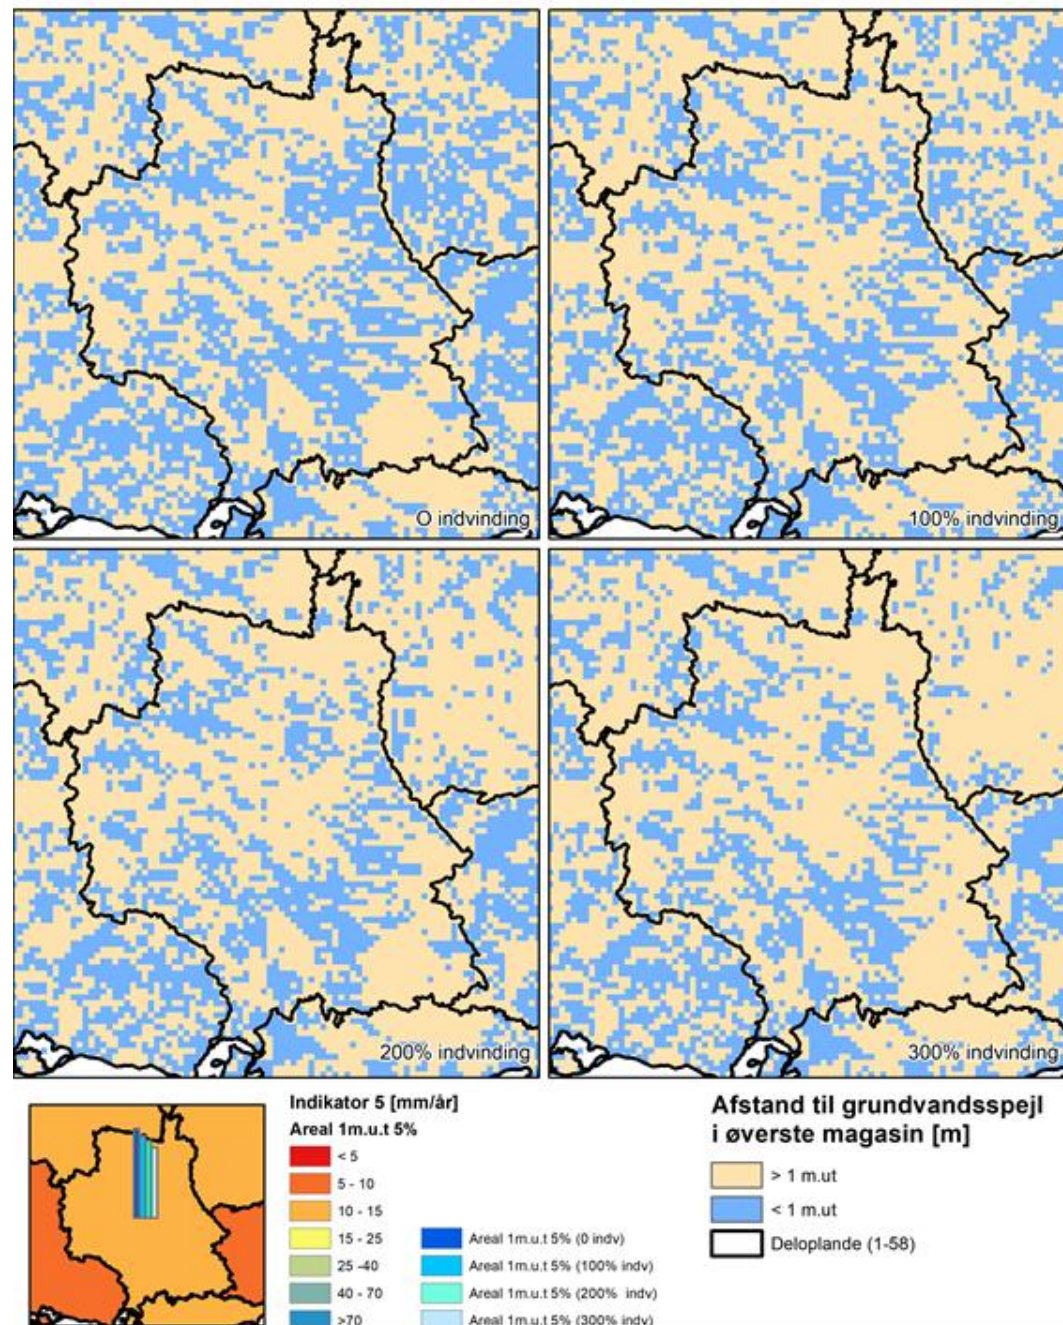 O indvinding
100% indvinding
200% indvinding
300% indvinding
Indikator 5 [mm/år]
Areal 1m.u.t 5%
< 5
5 - 10
10 - 15
15 - 25
25 -40
40 - 70
>70
Areal 1m.u.t 5% (0 indv)
Areal 1m.u.t 5% (100% indv)
Areal 1m.u.t 5% (200% indv)
Areal 1m.u.t 5% (300% indv)
Afstand til grundvandsspejl
i øverste magasin [m]
> 1 m.ut
< 1 m.ut
Deloplande (1-58)